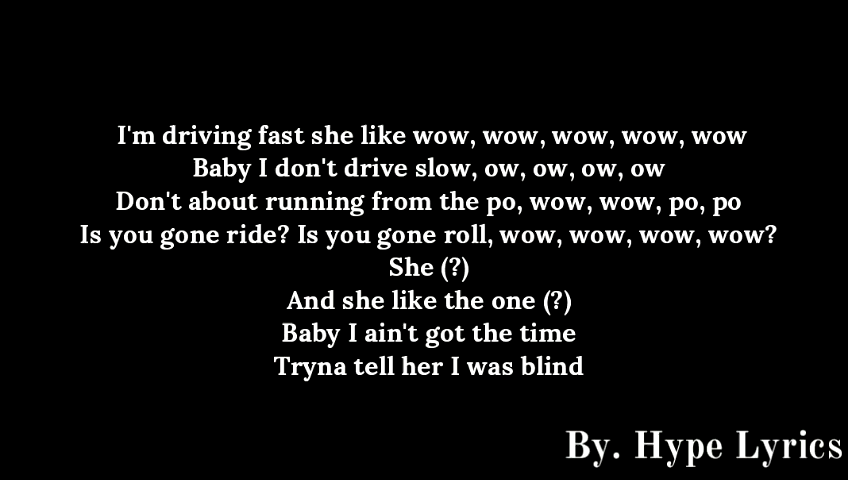 I'm driving fast she like wow, wow, wow, wow, wow
Baby I don't drive slow, ow, ow, ow, ow
Don't about running from the po, wow, wow, po, po
Is you gone ride? Is you gone roll, wow, wow, wow, wow?
She (?)
And she like the one (?)
Baby I ain't got the time
Tryna tell her I was blind
By. Hype Lyrics